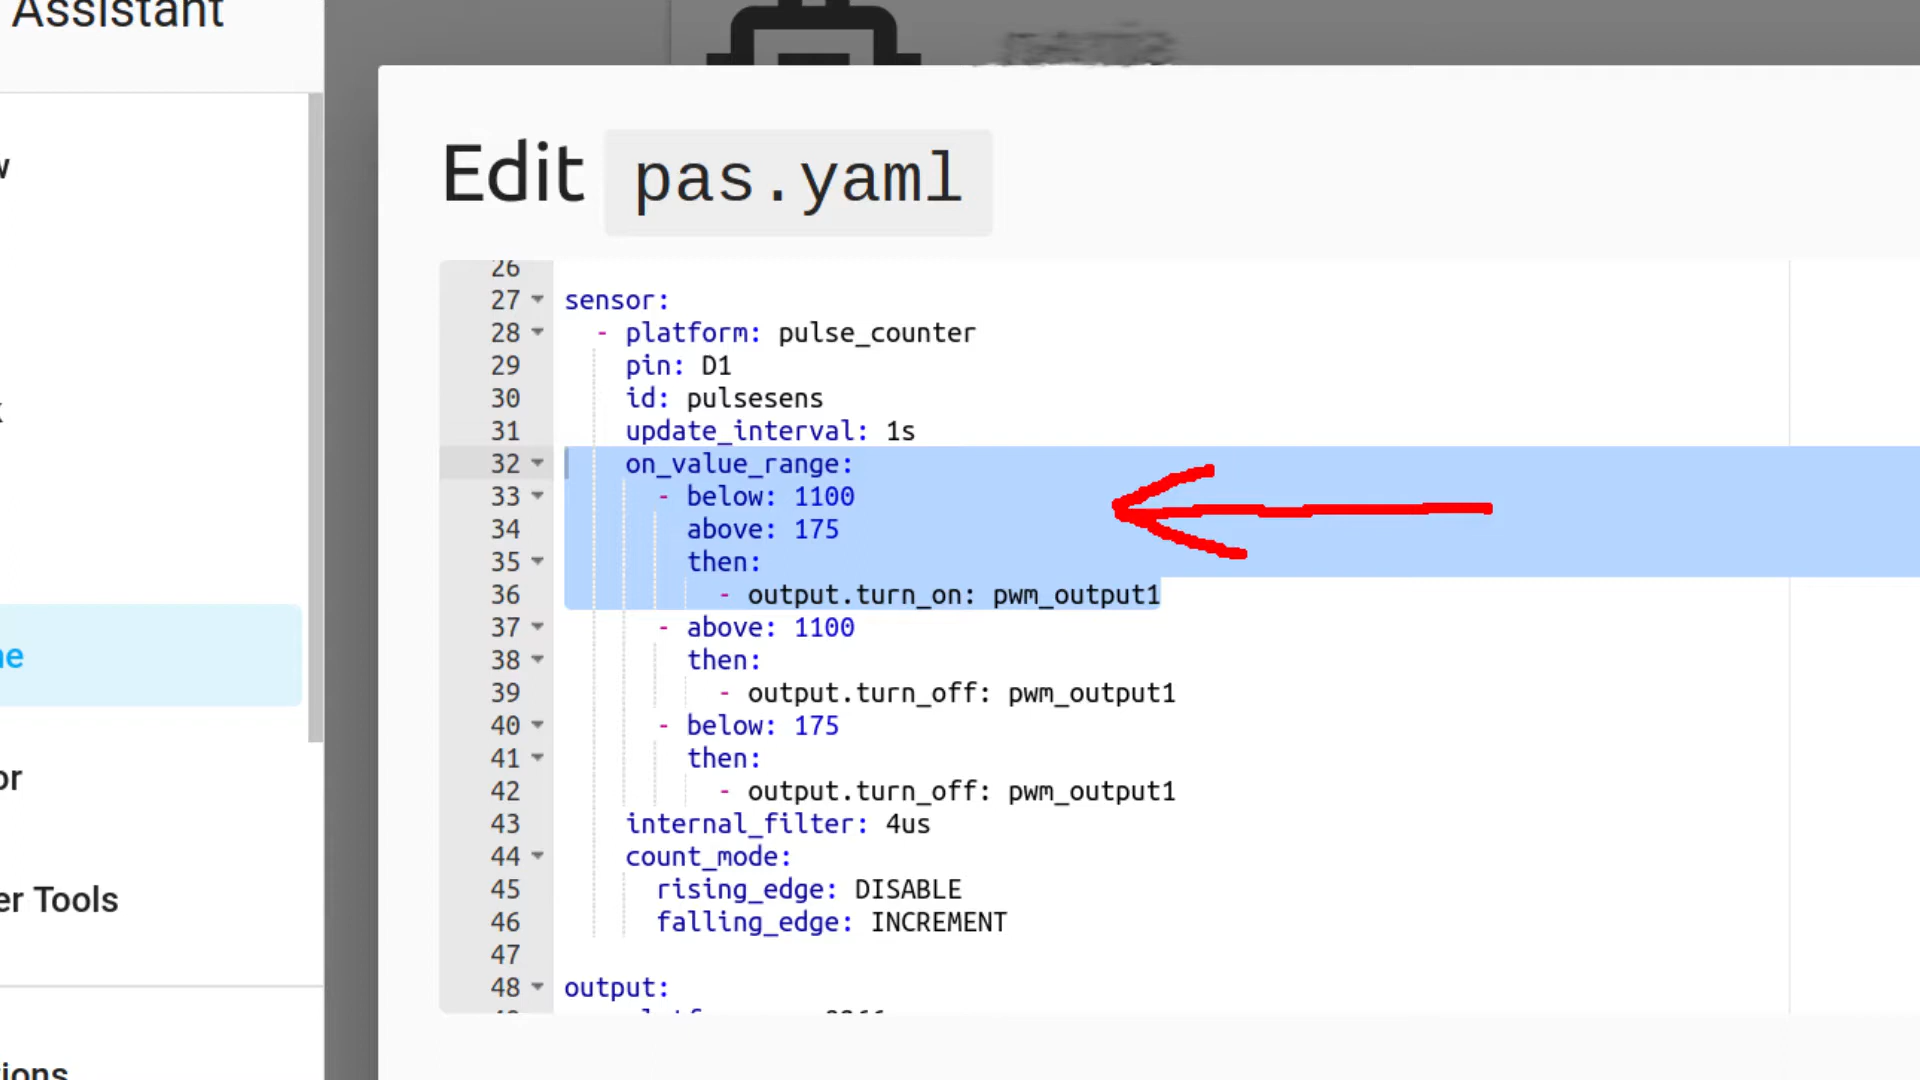 Assistant
Edit pas.yaml
26
27 sensor:
28 - platform: pulse_counter
29 pin: D1
30 id: pulsesens
31 update_interval: 1s
32 on_value_range:
33 - below: 1100
34 above: 175
35 then:
36 - output.turn_on: pwm_output1
37 - above: 1100
38 then:
39 - output.turn_off: pwm_output1
40 - below: 175
41 then:
42 - output.turn_off: pwm_output1
43 internal_filter: 4us
44 count_mode:
45 rising_edge: DISABLE
46 falling_edge: INCREMENT
47
48 output:
er Tools